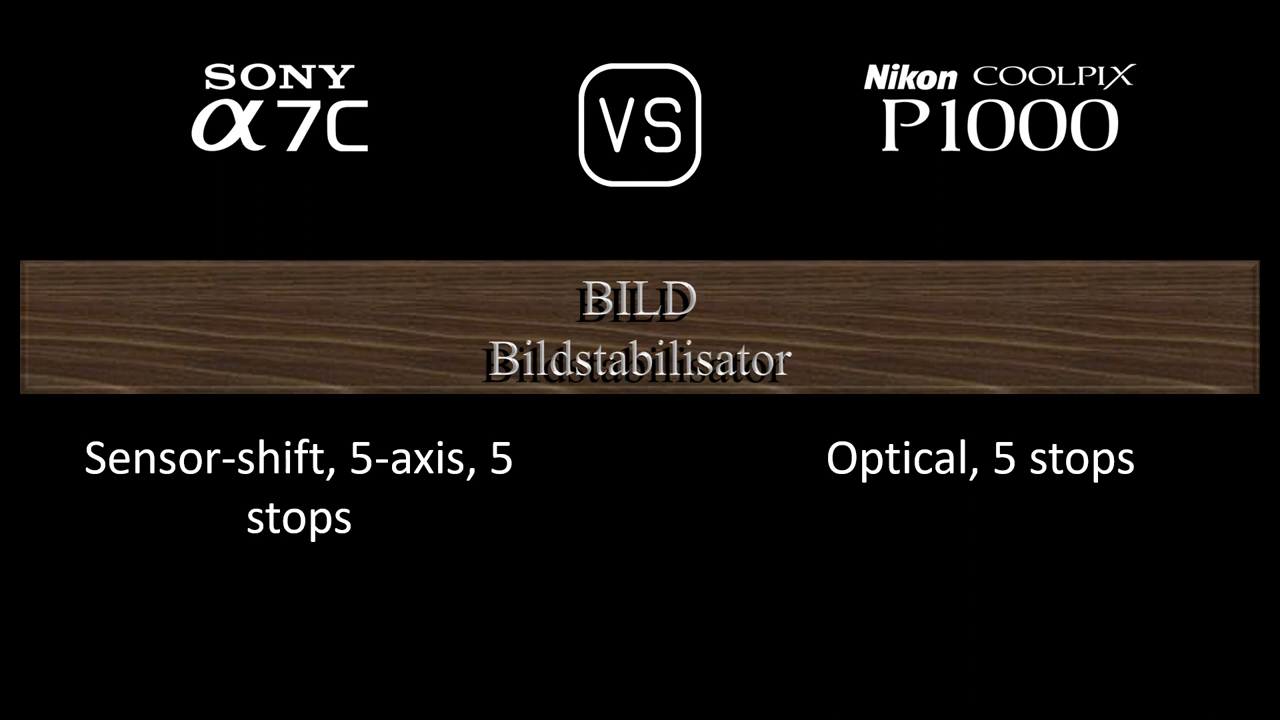 SONY
α7C
VS
Nikon COOLPIX
P1000
BILD
Bildstabilisator
Sensor-shift, 5-axis, 5
stops
Optical, 5 stops